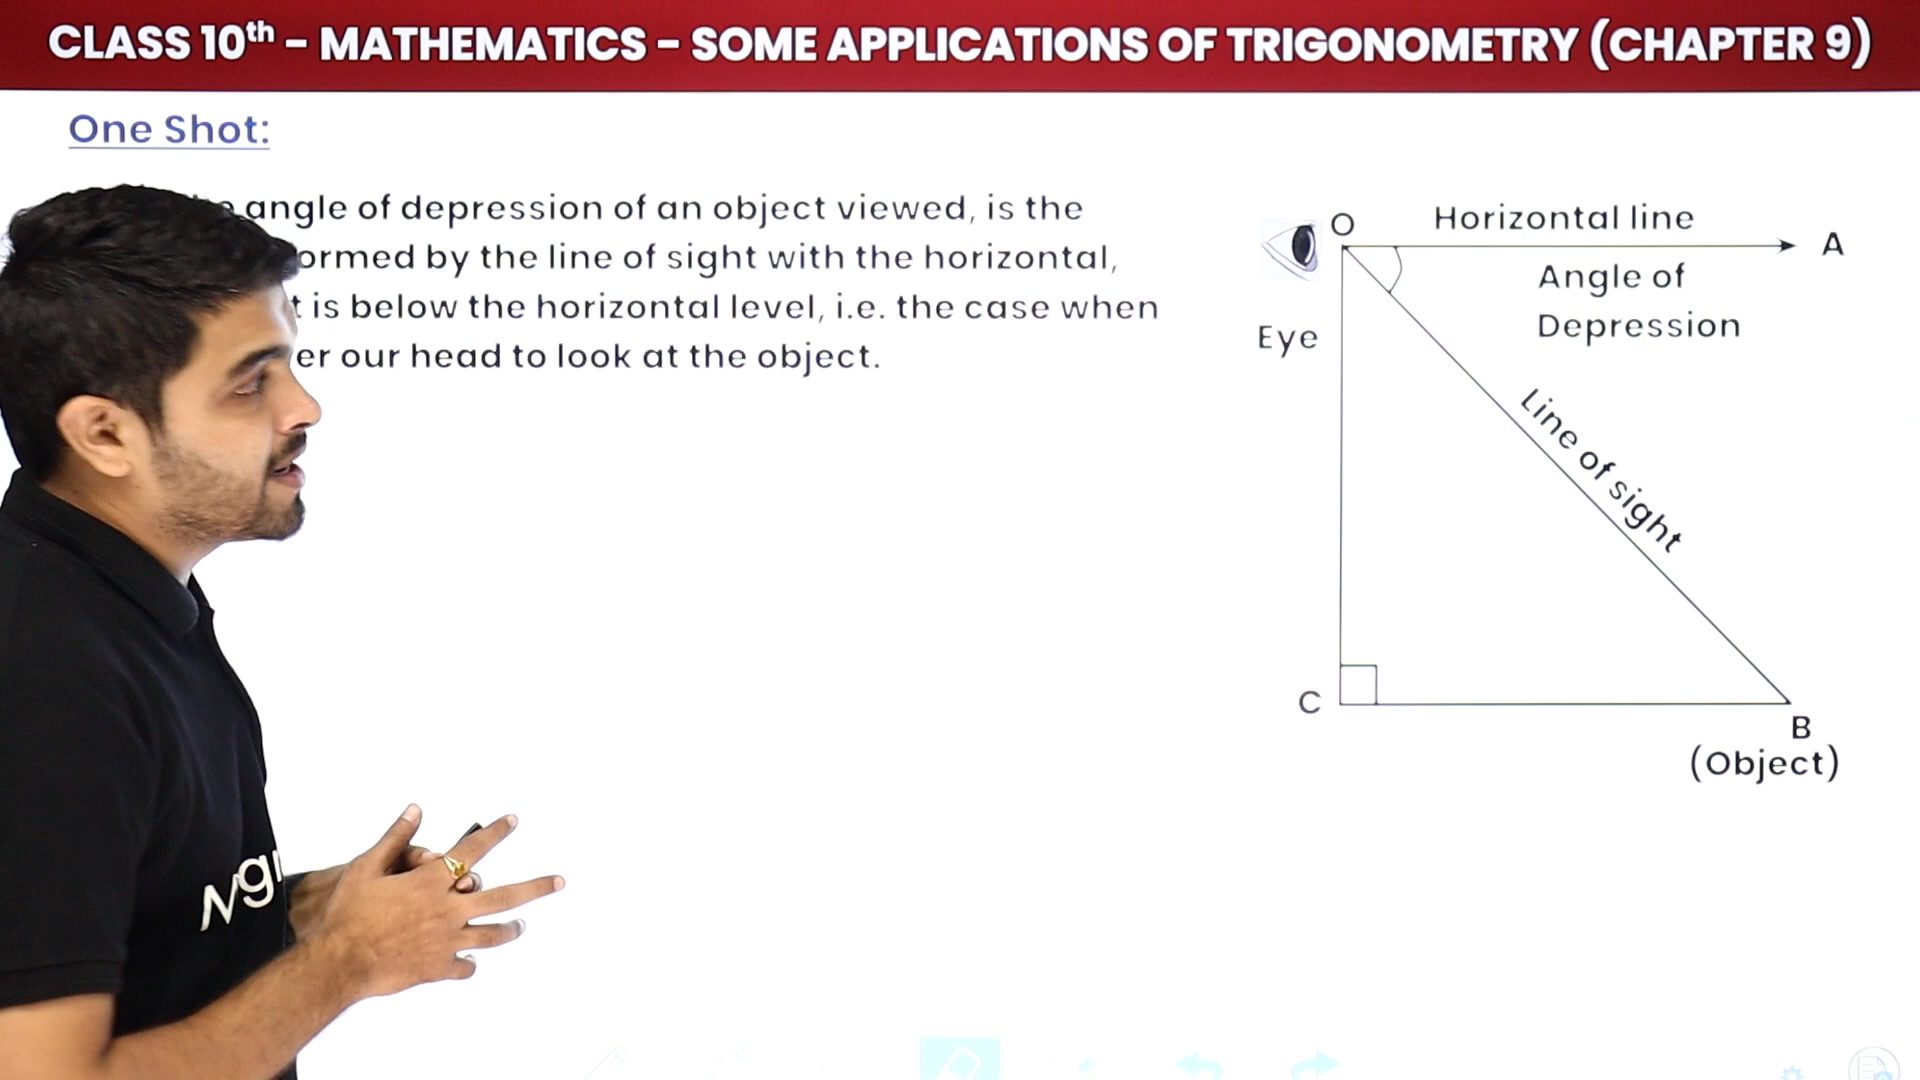 CLASS 10th - MATHEMATICS - SOME APPLICATIONS OF TRIGONOMETRY (CHAPTER 9)
One Shot:
angle of depression of an object viewed, is the
ormed by the line of sight with the horizontal,
t is below the horizontal level, i.e. the case when
er our head to look at the object.
O
Horizontal line
A
Angle of
Depression
Eye
Line of sight
C
B
(Object)